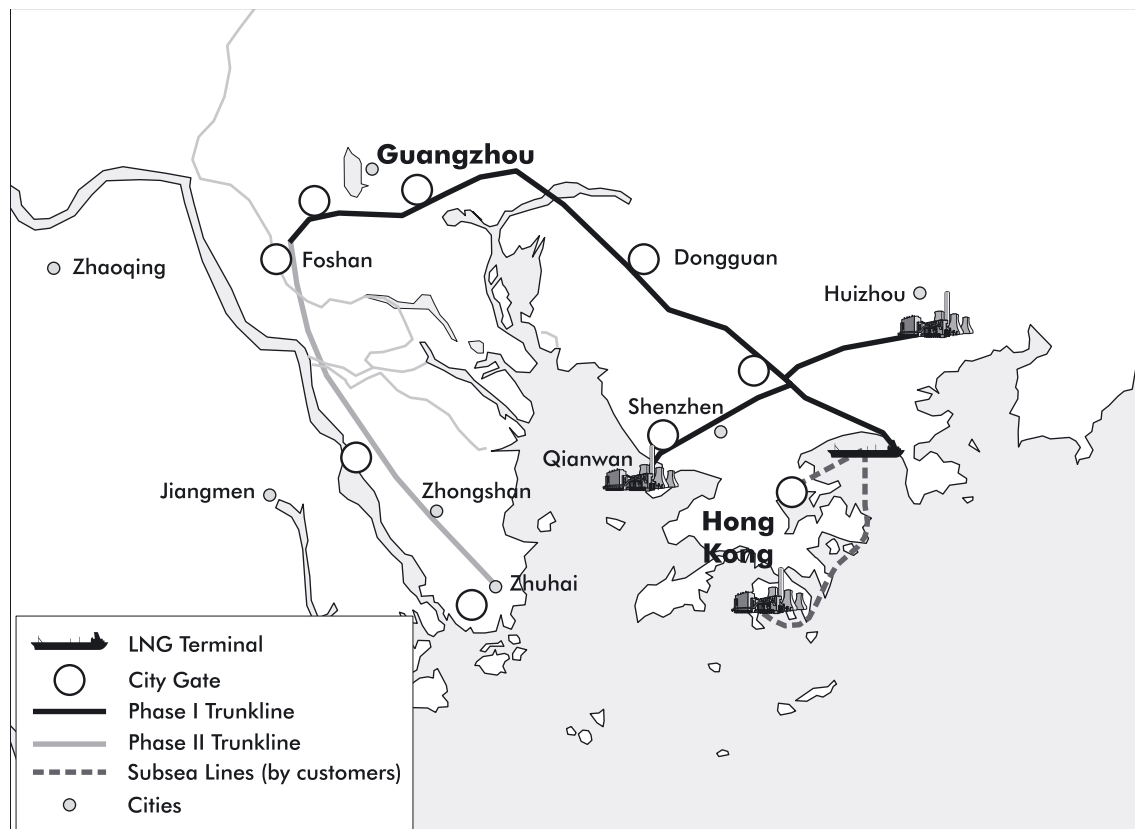 Guangzhou
Zhaoqing
Foshan
Dongguan
Huizhou
Shenzhen
Qianwan
Jiangmen
Zhongshan
Hong
Kong
Zhuhai
LNG Terminal
City Gate
Phase I Trunkline
Phase II Trunkline
Subsea Lines (by customers)
Cities